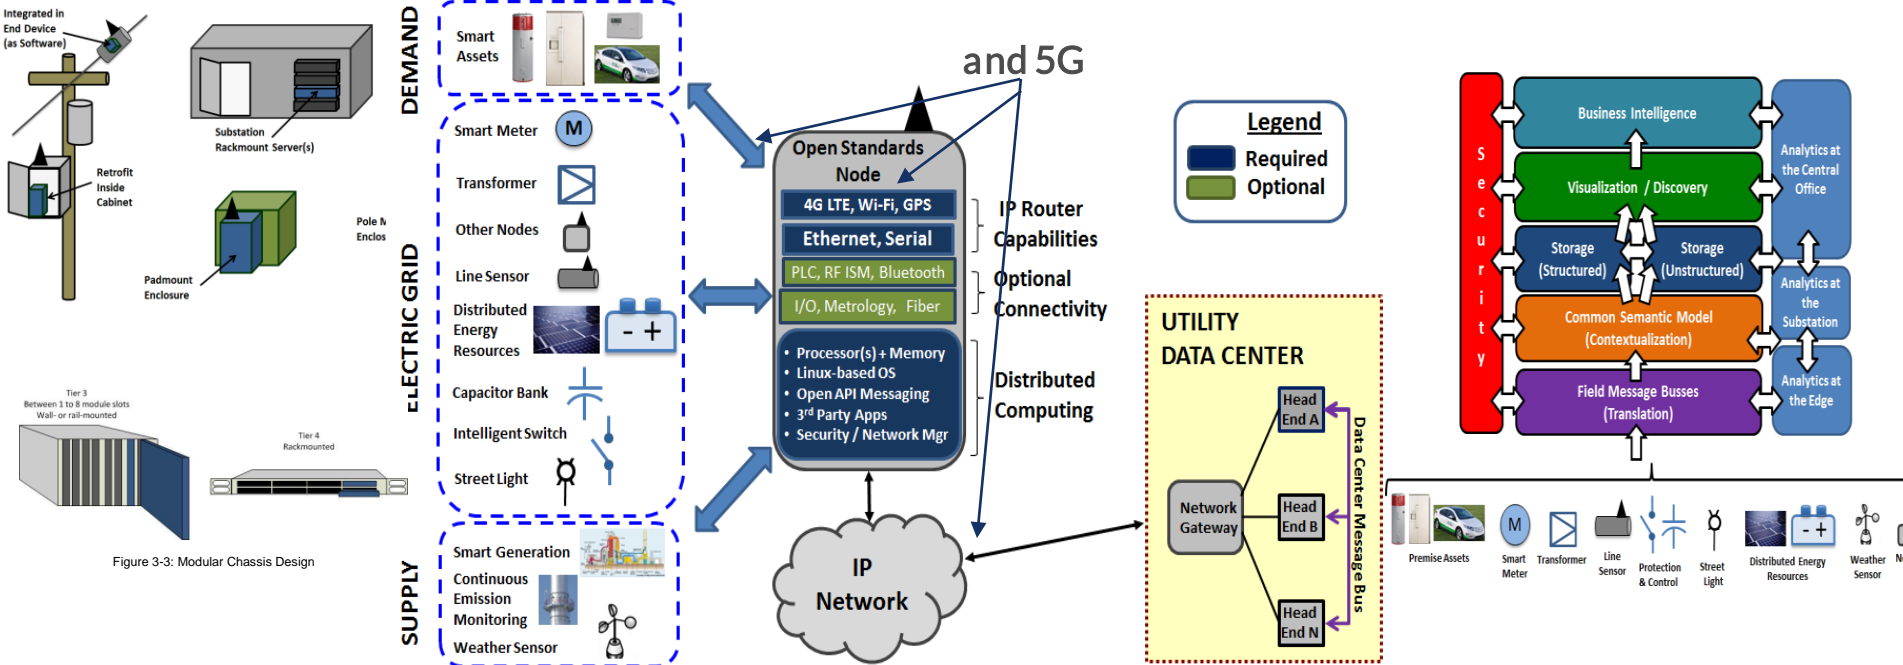 Integrated in
End Device
(as Software)
Substation
Rackmount Server(s)
Retrofit
Inside
Cabinet
Padmount
Enclosure
Pole M
Enclos
Tier 3
Between 1 to 8 module slots
Wall- or rail-mounted
Tier 4
Rackmounted
Figure 3-3: Modular Chassis Design
DEMAND
Smart
Assets
ELECTRIC GRID
Smart Meter
M
Transformer
Other Nodes
Line Sensor
Distributed
Energy
Resources
- +
Capacitor Bank
Intelligent Switch
Street Light
SUPPLY
Smart Generation
Continuous
Emission
Monitoring
Weather Sensor
and 5G
Open Standards
Node
4G LTE, Wi-Fi, GPS
Ethernet, Serial
PLC, RF ISM, Bluetooth
I/O, Metrology, Fiber
• Processor(s) + Memory
• Linux-based OS
• Open API Messaging
• 3rd Party Apps
• Security / Network Mgr
IP Router
Capabilities
Optional
Connectivity
Distributed
Computing
IP
Network
Legend
Required
Optional
UTILITY
DATA CENTER
Network
Gateway
Head
End A
Head
End B
Head
End N
Data Center Message Bus
Security
Business Intelligence
Visualization / Discovery
Storage
(Structured)
Storage
(Unstructured)
Common Semantic Model
(Contextualization)
Field Message Busses
(Translation)
Analytics at
the Central
Office
Analytics at
the
Substation
Analytics at
the Edge
Premise Assets
M
Smart
Meter
Transformer
Line
Sensor
Protection
& Control
Street
Light
- +
Distributed Energy
Resources
Weather
Sensor